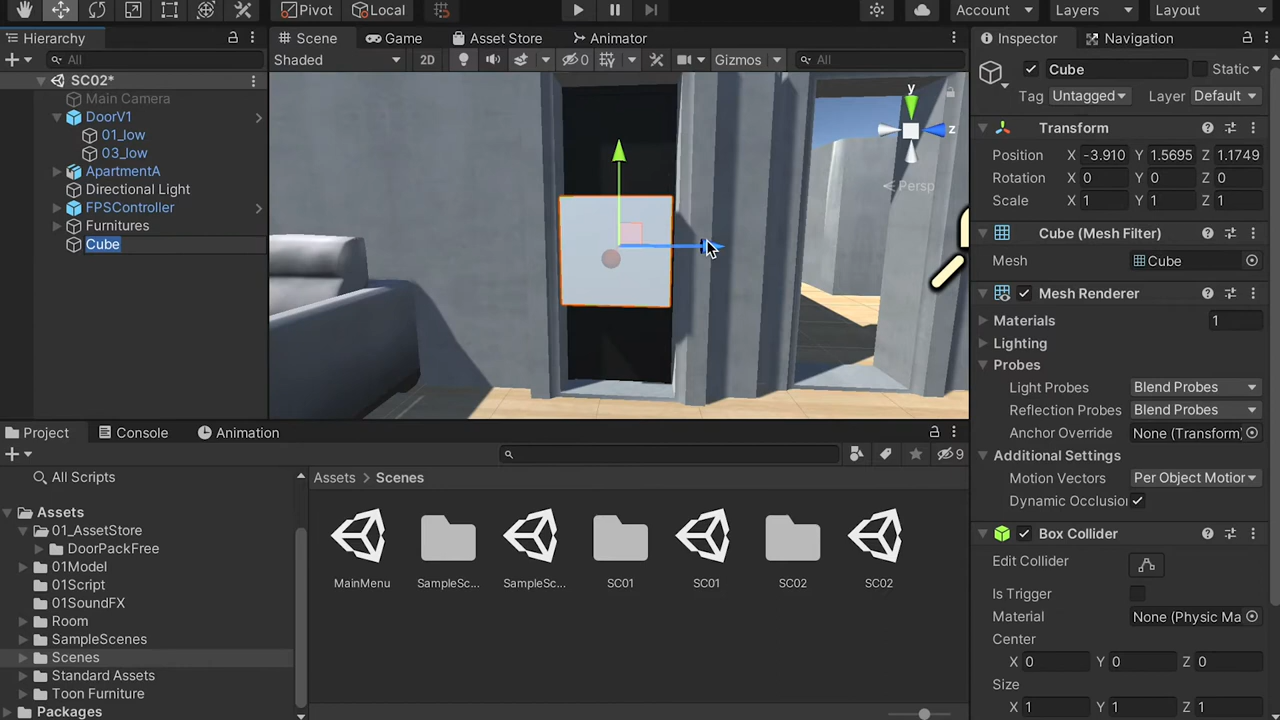 Pivot Local Account Layers Layout
Hierarchy Scene Game Asset Store Animator Inspector Navigation
All Shaded 2D 0 Gizmos All Cube Static
SC02* Tag Untagged Layer Default
Main Camera
DoorV1 y Transform
01_low z Position X -3.910 Y 1.5695 Z 1.1749
03_low Rotation X 0 Y 0 Z 0
ApartmentA Persp Scale X 1 Y 1 Z 1
Directional Light
FPSController
Furnitures Cube (Mesh Filter)
Cube Mesh Cube
Mesh Renderer
Materials 1
Lighting
Probes
Light Probes Blend Probes
Reflection Probes Blend Probes
Project Console Animation Anchor Override None (Transform)
9 Additional Settings
All Scripts Assets > Scenes Motion Vectors Per Object Motior
Assets Dynamic Occlusio
01_AssetStore
DoorPackFree Box Collider
01Model Edit Collider
01Script MainMenu SampleSc... SampleSc... SC01 SC01 SC02 SC02
01SoundFX Is Trigger
Room Material None (Physic Ma
SampleScenes Center
Scenes X 0 Y 0 Z 0
Standard Assets Size
Toon Furniture X 1 Y 1 Z 1
Packages